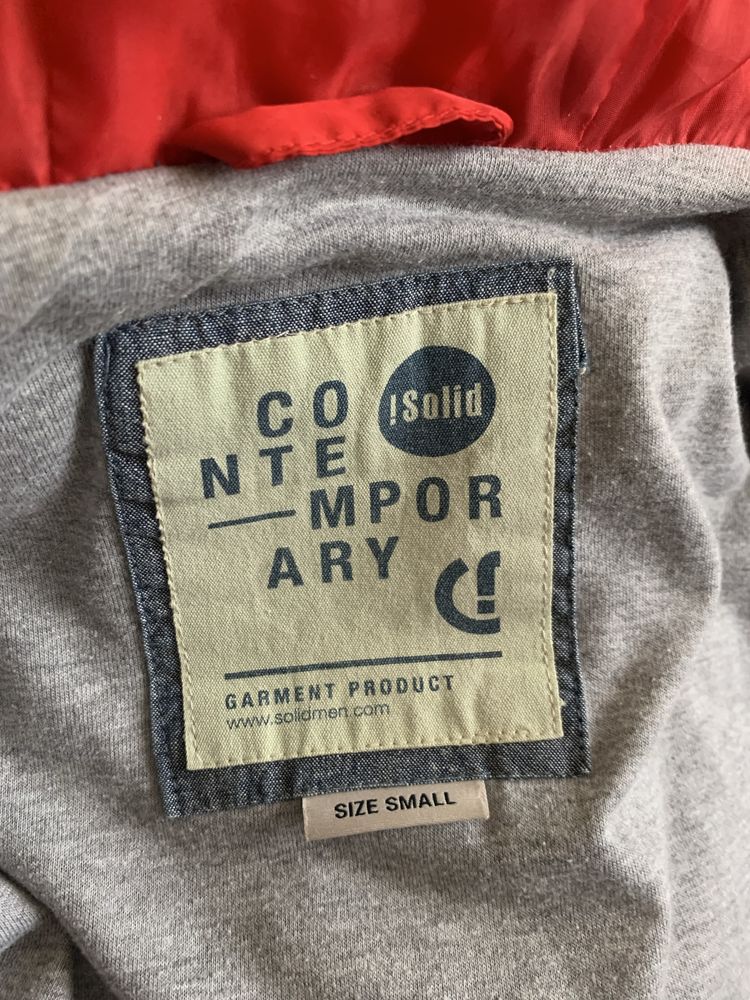 !Solid
CO
NTE
MPOR
ARY
GARMENT PRODUCT
www.solidmen.com
SIZE SMALL